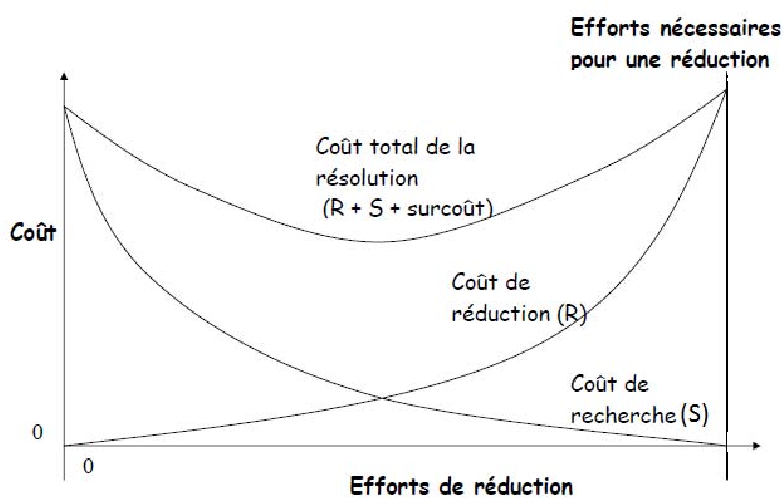 Efforts nécessaires
pour une réduction
Coût total de la
résolution
(R + S + surcoût)
Coût
Coût de
réduction (R)
Coût de
recherche (S)
0
0
Efforts de réduction